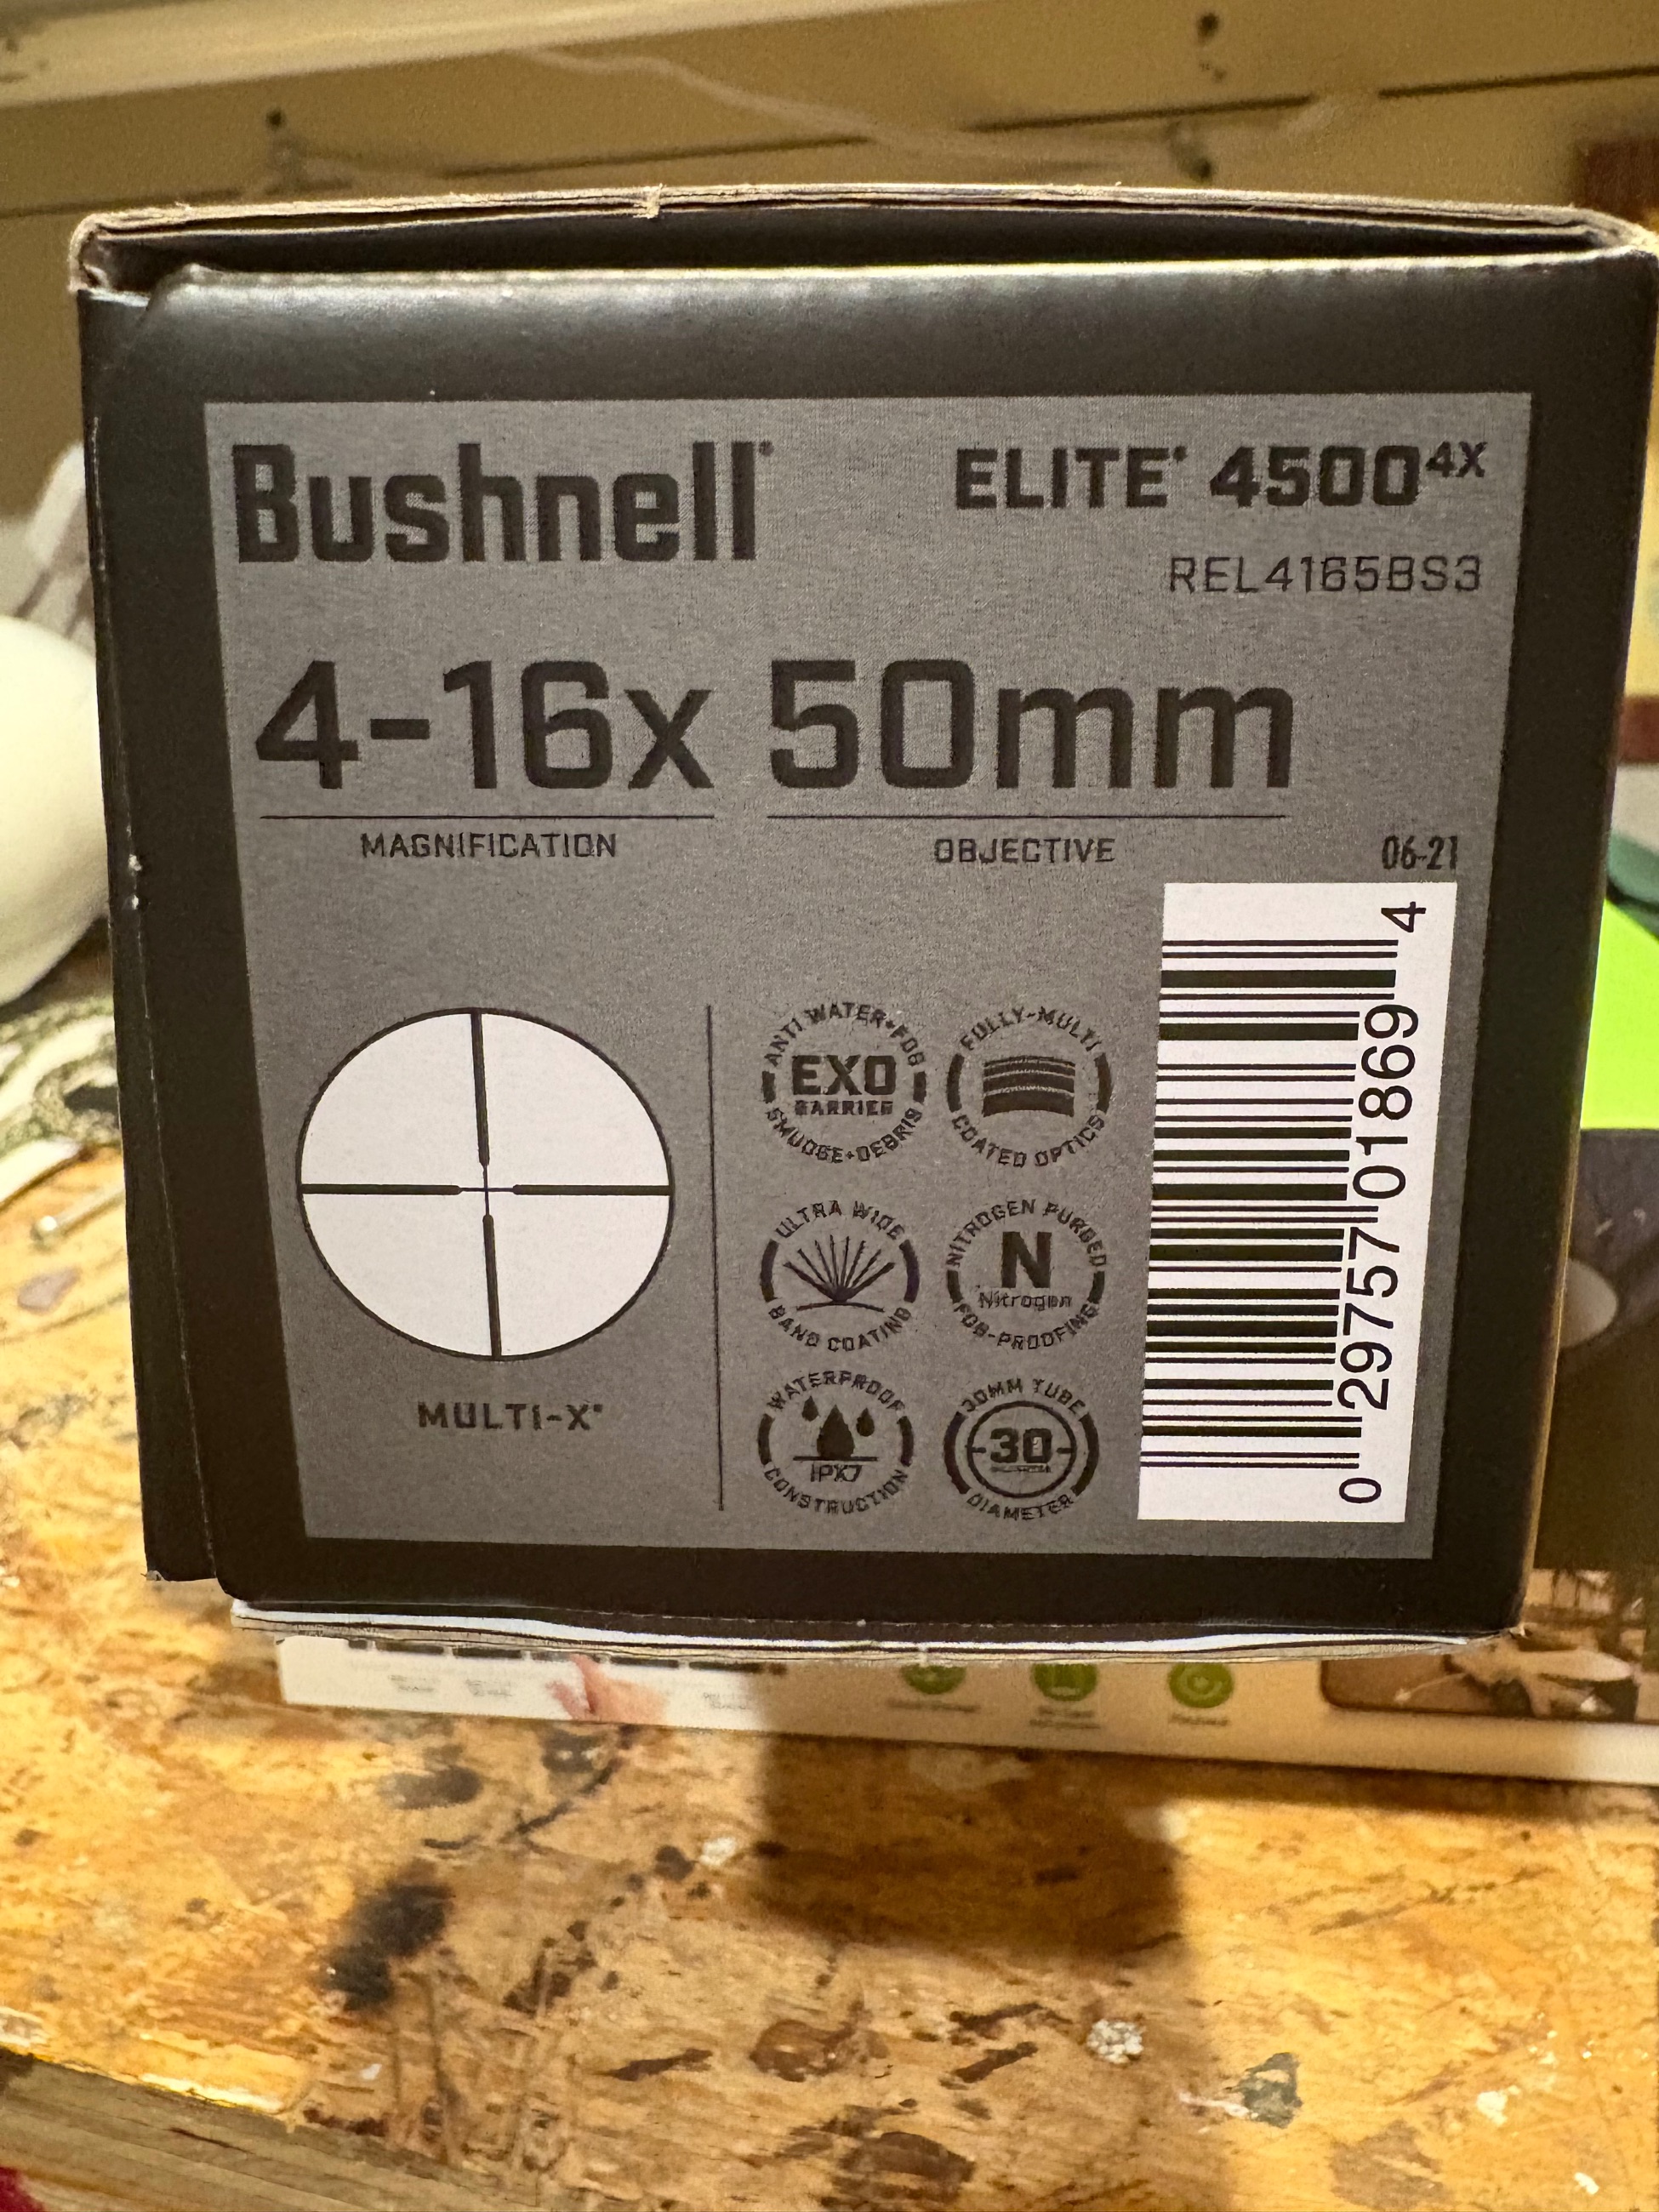 Bushnell®
ELITE® 4500 4X
REL4165BS3
4-16x 50mm
MAGNIFICATION
OBJECTIVE
06-21
MULTI-X®
ANTI WATER•FOG
EXO
BARRIER
SMUDGE•DEBRIS
FULLY-MULTI
COATED OPTICS
ULTRA WIDE
BAND COATING
NITROGEN PURGED
N
Nitrogen
FOG-PROOFING
WATERPROOF
IPX7
CONSTRUCTION
30MM TUBE
30
DIAMETER
0 29757 01869 4